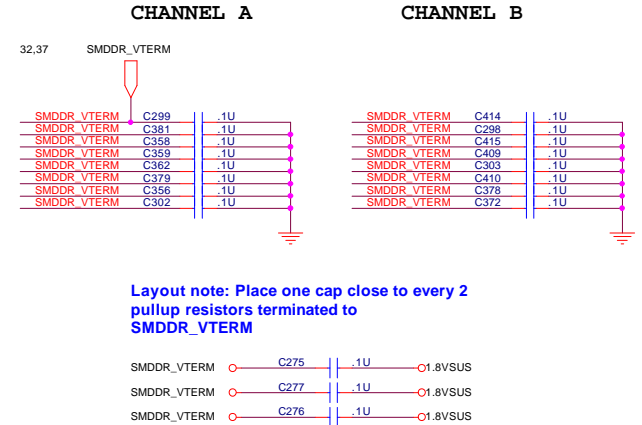 CHANNEL A CHANNEL B
32,37 SMDDR_VTERM
SMDDR_VTERM C299 .1U SMDDR_VTERM C414 .1U
SMDDR_VTERM C381 .1U SMDDR_VTERM C298 .1U
SMDDR_VTERM C358 .1U SMDDR_VTERM C415 .1U
SMDDR_VTERM C359 .1U SMDDR_VTERM C409 .1U
SMDDR_VTERM C362 .1U SMDDR_VTERM C303 .1U
SMDDR_VTERM C379 .1U SMDDR_VTERM C410 .1U
SMDDR_VTERM C356 .1U SMDDR_VTERM C378 .1U
SMDDR_VTERM C302 .1U SMDDR_VTERM C372 .1U
Layout note: Place one cap close to every 2
pullup resistors terminated to
SMDDR_VTERM
SMDDR_VTERM C275 .1U 1.8VSUS
SMDDR_VTERM C277 .1U 1.8VSUS
SMDDR_VTERM C276 .1U 1.8VSUS